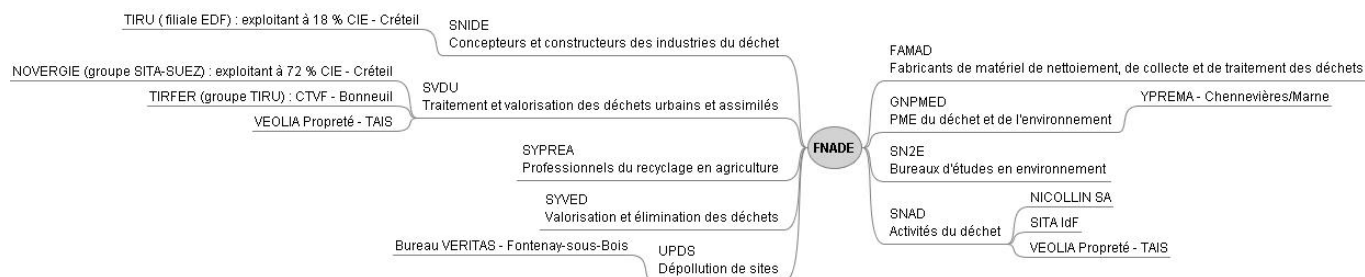 TIRU ( filiale EDF) : exploitant à 18 % CIE - Créteil
SNIDE
Concepteurs et constructeurs des industries du déchet
NOVERGIE (groupe SITA-SUEZ) : exploitant à 72 % CIE - Créteil
TIRFER (groupe TIRU) : CTVF - Bonneuil
VEOLIA Propreté - TAIS
SVDU
Traitement et valorisation des déchets urbains et assimilés
SYPREA
Professionnels du recyclage en agriculture
SYVED
Valorisation et élimination des déchets
Bureau VERITAS - Fontenay-sous-Bois
UPDS
Dépollution de sites
FNADE
FAMAD
Fabricants de matériel de nettoiement, de collecte et de traitement des déchets
GNPMED
PME du déchet et de l'environnement
YPREMA - Chennevières/Marne
SN2E
Bureaux d'études en environnement
SNAD
Activités du déchet
NICOLLIN SA
SITA IdF
VEOLIA Propreté - TAIS